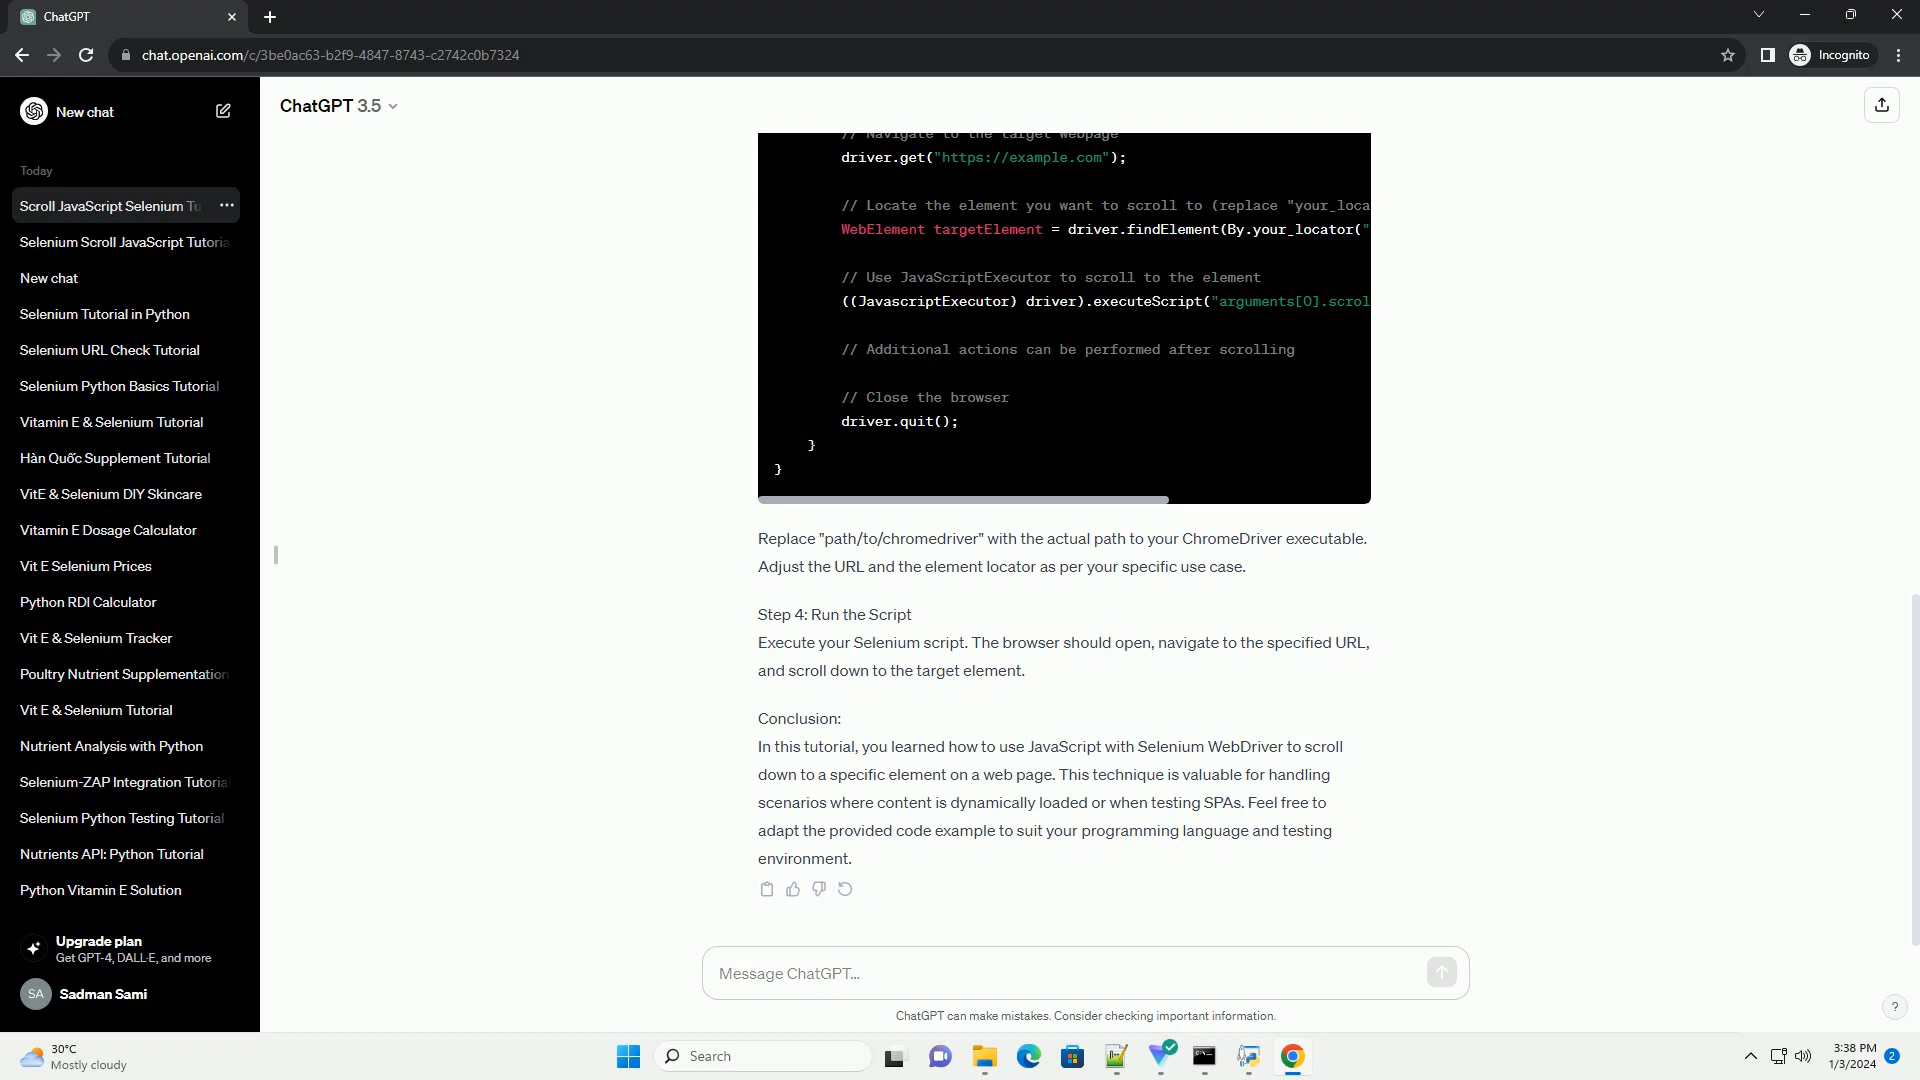 ChatGPT
chat.openai.com/c/3be0ac63-b2f9-4847-8743-c2742c0b7324
Incognito
New chat
Today
Scroll JavaScript Selenium Tu
Selenium Scroll JavaScript Tutoria
New chat
Selenium Tutorial in Python
Selenium URL Check Tutorial
Selenium Python Basics Tutorial
Vitamin E & Selenium Tutorial
Hàn Quốc Supplement Tutorial
VitE & Selenium DIY Skincare
Vitamin E Dosage Calculator
Vit E Selenium Prices
Python RDI Calculator
Vit E & Selenium Tracker
Poultry Nutrient Supplementation
Vit E & Selenium Tutorial
Nutrient Analysis with Python
Selenium-ZAP Integration Tutoria
Selenium Python Testing Tutorial
Nutrients API: Python Tutorial
Python Vitamin E Solution
Upgrade plan
Get GPT-4, DALL·E, and more
SA
Sadman Sami
ChatGPT 3.5
// Navigate to the target webpage
driver.get("https://example.com");
// Locate the element you want to scroll to (replace "your_loca
WebElement targetElement = driver.findElement(By.your_locator("
// Use JavaScriptExecutor to scroll to the element
((JavascriptExecutor) driver).executeScript("arguments[0].scrol
// Additional actions can be performed after scrolling
// Close the browser
driver.quit();
}
}
Replace "path/to/chromedriver" with the actual path to your ChromeDriver executable.
Adjust the URL and the element locator as per your specific use case.
Step 4: Run the Script
Execute your Selenium script. The browser should open, navigate to the specified URL,
and scroll down to the target element.
Conclusion:
In this tutorial, you learned how to use JavaScript with Selenium WebDriver to scroll
down to a specific element on a web page. This technique is valuable for handling
scenarios where content is dynamically loaded or when testing SPAs. Feel free to
adapt the provided code example to suit your programming language and testing
environment.
Message ChatGPT...
ChatGPT can make mistakes. Consider checking important information.
?
30°C
Mostly cloudy
Search
3:38 PM
1/3/2024
2